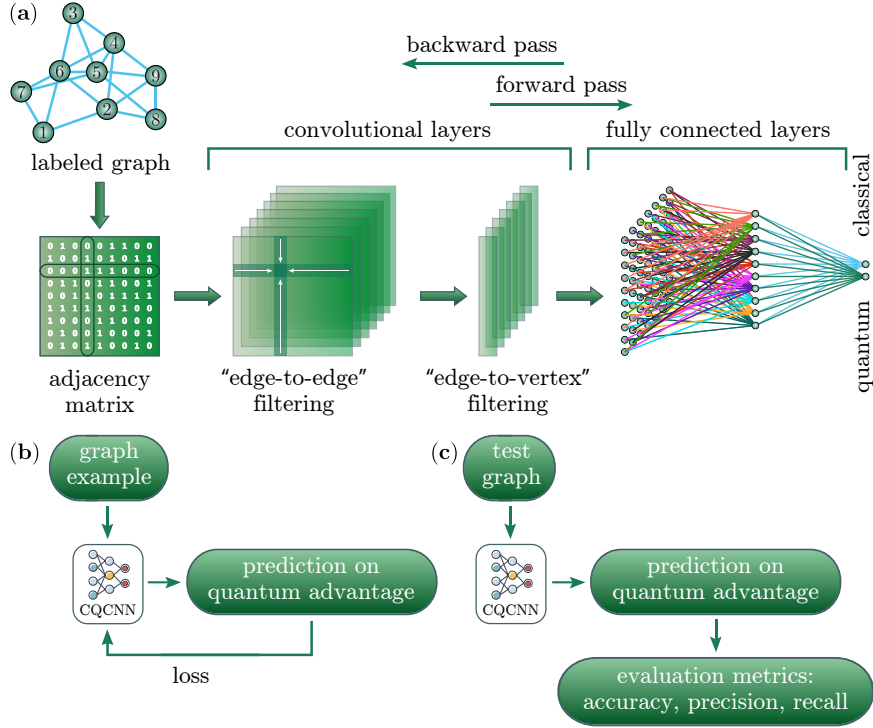 (a)
3
4
6
5
9
7
2
8
1
labeled graph
backward pass
forward pass
convolutional layers
fully connected layers
classical
quantum
0 1 0 0 0 1 1 0 0
1 0 0 1 0 1 0 1 1
0 0 0 1 1 1 0 0 0
0 1 1 0 0 0 1 0 1
0 0 1 0 0 0 1 1 1
1 1 1 0 0 0 1 1 0
1 0 0 1 1 1 0 0 0
0 1 0 0 1 1 0 0 1
0 1 0 1 1 0 0 1 0
adjacency
matrix
“edge-to-edge”
filtering
“edge-to-vertex”
filtering
(b)
graph
example
CQCNN
prediction on
quantum advantage
loss
(c)
test
graph
CQCNN
prediction on
quantum advantage
evaluation metrics:
accuracy, precision, recall